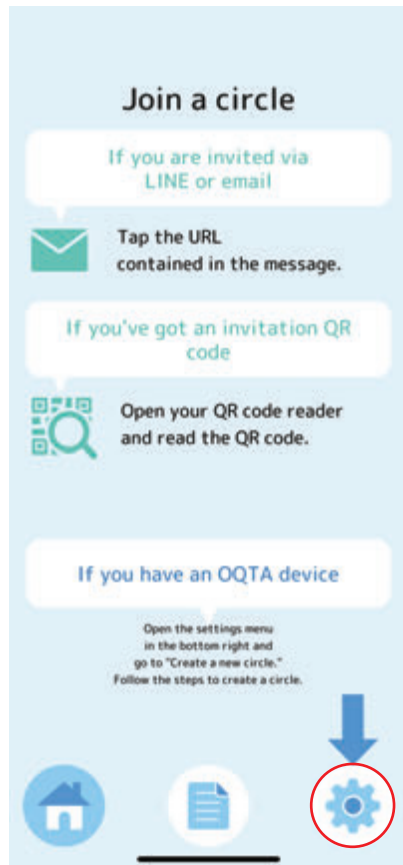 Join a circle
If you are invited via
LINE or email
Tap the URL
contained in the message.
If you've got an invitation QR
code
Open your QR code reader
and read the QR code.
If you have an OQTA device
Open the settings menu
in the bottom right and
go to "Create a new circle."
Follow the steps to create a circle.